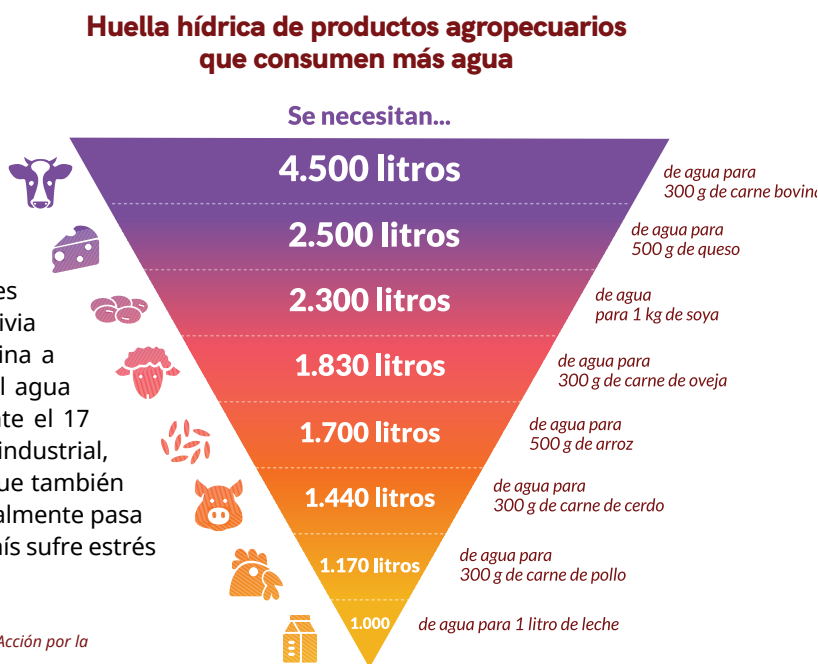 Huella hídrica de productos agropecuarios
que consumen más agua
Se necesitan...
4.500 litros
de agua para
300 g de carne bovina
2.500 litros
de agua para
500 g de queso
2.300 litros
de agua
para 1 kg de soya
1.830 litros
de agua para
300 g de carne de oveja
1.700 litros
de agua para
500 g de arroz
1.440 litros
de agua para
300 g de carne de cerdo
1.170 litros
de agua para
300 g de carne de pollo
1.000
de agua para 1 litro de leche
es
ivia
ina a
l agua
te el 17
industrial,
ue también
almente pasa
ís sufre estrés
Acción por la